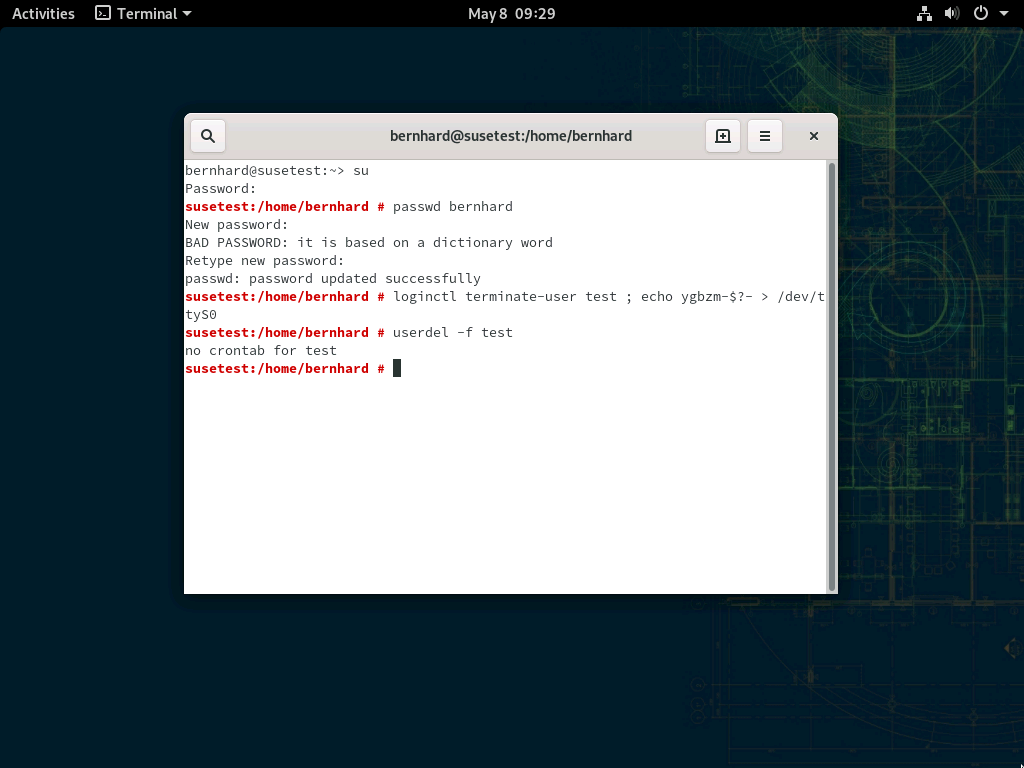 Activities Terminal May 8 09:29
bernhard@susetest:/home/bernhard
bernhard@susetest:~> su
Password:
susetest:/home/bernhard # passwd bernhard
New password:
BAD PASSWORD: it is based on a dictionary word
Retype new password:
passwd: password updated successfully
susetest:/home/bernhard # loginctl terminate-user test ; echo ygbzm-$?- > /dev/t
tyS0
susetest:/home/bernhard # userdel -f test
no crontab for test
susetest:/home/bernhard #